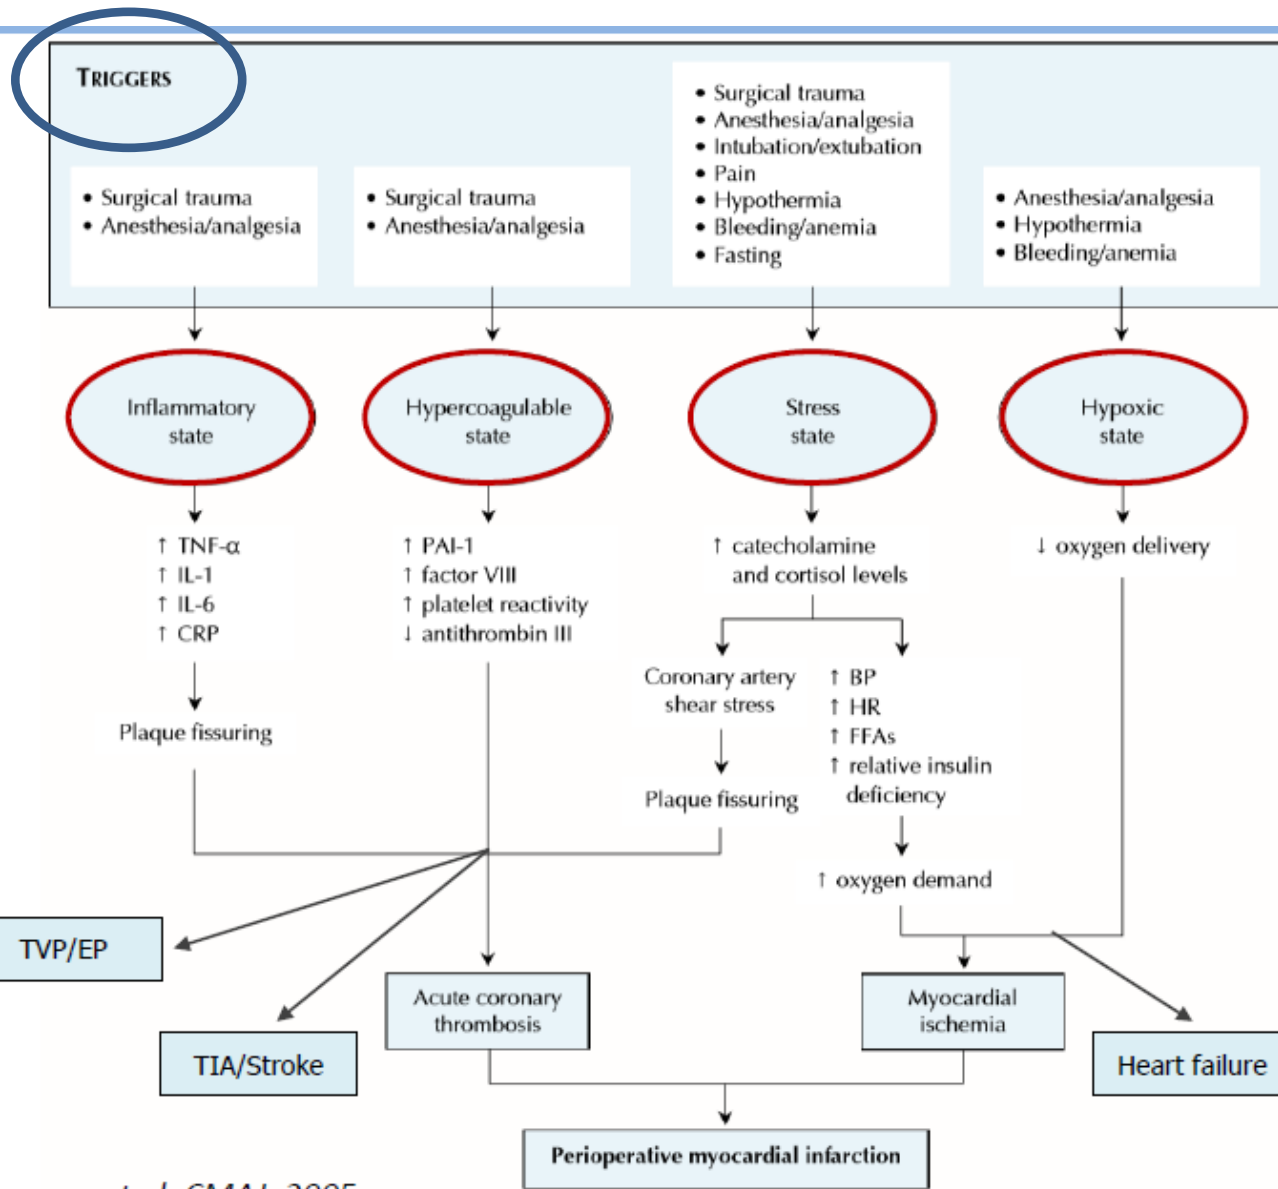 TRIGGERS
• Surgical trauma
• Anesthesia/analgesia
• Surgical trauma
• Anesthesia/analgesia
• Surgical trauma
• Anesthesia/analgesia
• Intubation/extubation
• Pain
• Hypothermia
• Bleeding/anemia
• Fasting
• Anesthesia/analgesia
• Hypothermia
• Bleeding/anemia
Inflammatory
state
Hypercoagulable
state
Stress
state
Hypoxic
state
↑ TNF-α
↑ IL-1
↑ IL-6
↑ CRP
↑ PAI-1
↑ factor VIII
↑ platelet reactivity
↓ antithrombin III
↑ catecholamine
and cortisol levels
↓ oxygen delivery
Plaque fissuring
Coronary artery
shear stress
Plaque fissuring
↑ BP
↑ HR
↑ FFAs
↑ relative insulin
deficiency
↑ oxygen demand
TVP/EP
TIA/Stroke
Acute coronary
thrombosis
Myocardial
ischemia
Heart failure
Perioperative myocardial infarction
CMAJ 2005